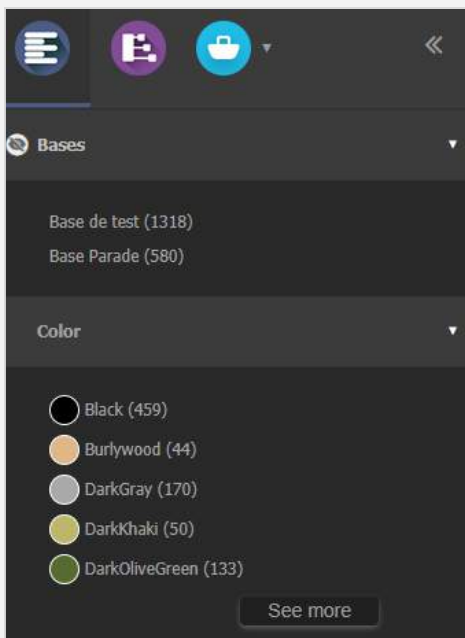 Bases
Base de test (1318)
Base Parade (580)
Color
Black (459)
Burlywood (44)
DarkGray (170)
DarkKhaki (50)
DarkOliveGreen (133)
See more